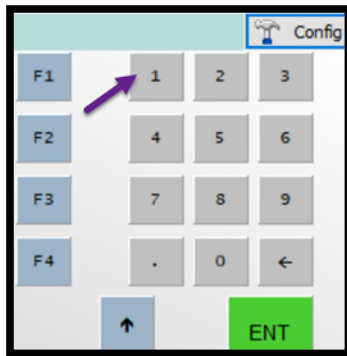 Config
F1 1 2 3
F2 4 5 6
F3 7 8 9
F4 . 0 ←
↑ ENT